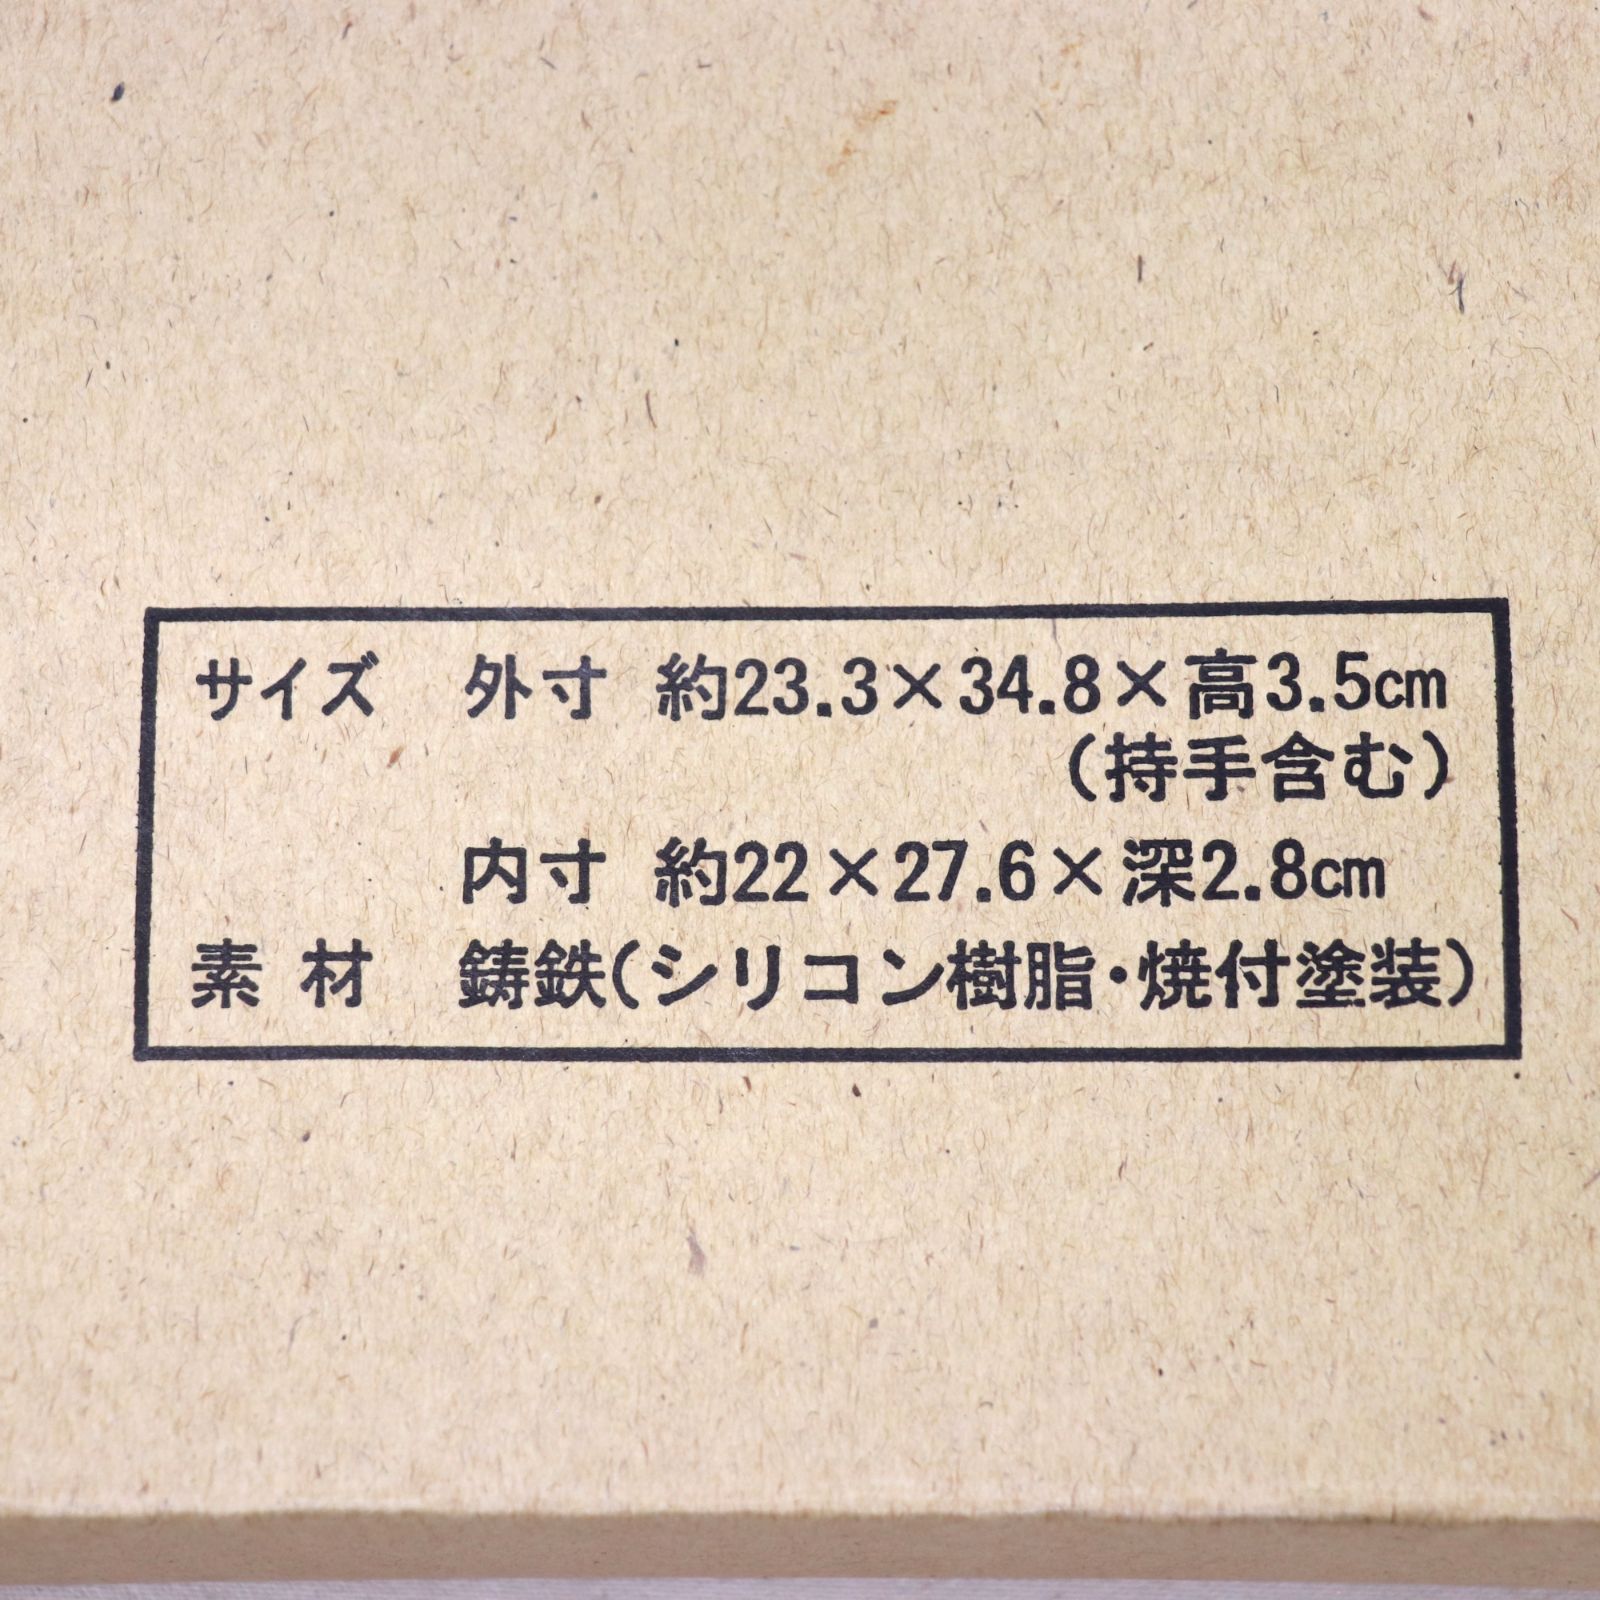 サイズ 外寸 約23.3×34.8×高3.5cm
(持手含む)
内寸 約22×27.6×深2.8cm
素材 鋳鉄(シリコン樹脂・焼付塗装)